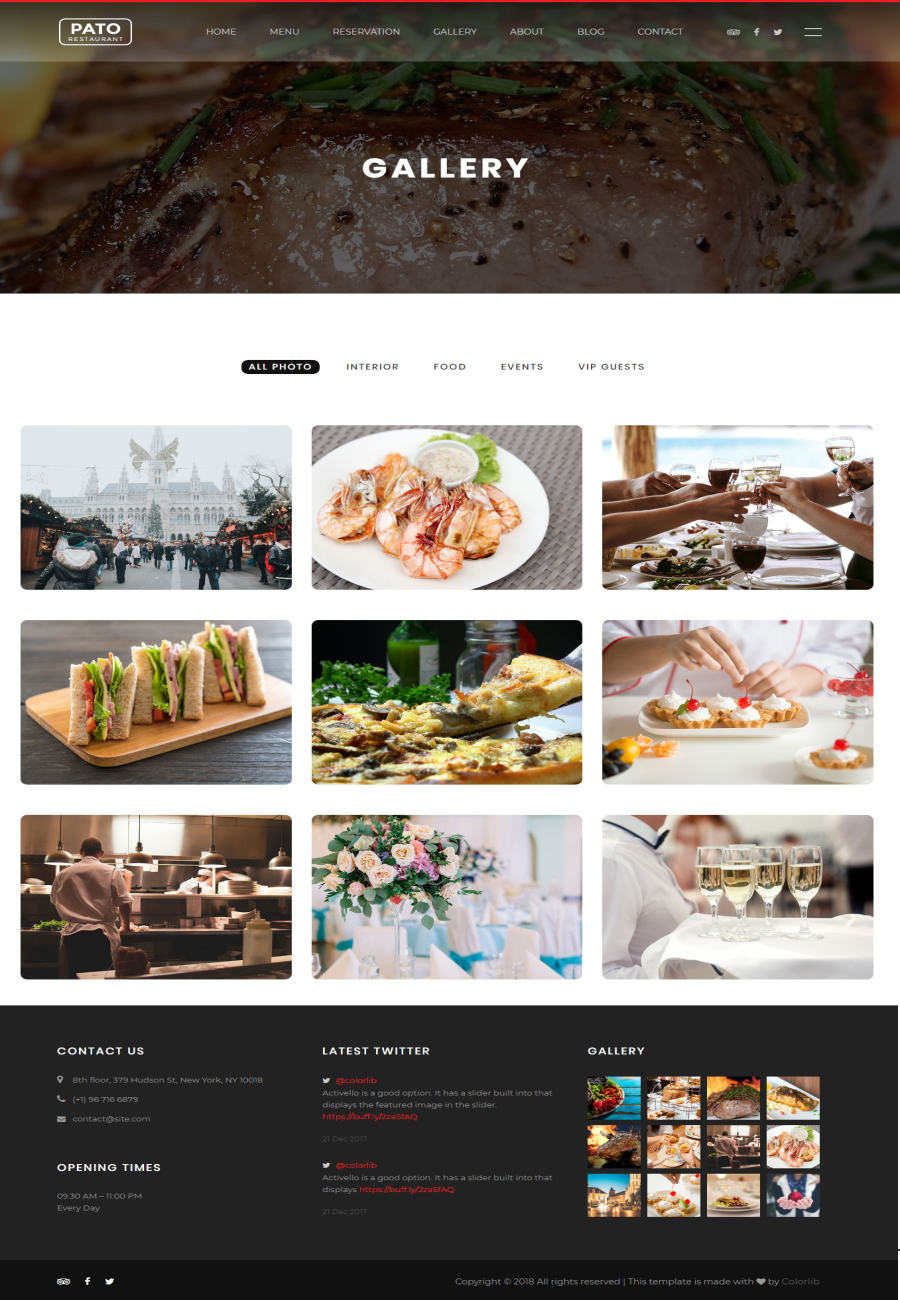 PATO
RESTAURANT
HOME MENU RESERVATION GALLERY ABOUT BLOG CONTACT
GALLERY
ALL PHOTO INTERIOR FOOD EVENTS VIP GUESTS
CONTACT US
8th floor, 379 Hudson St, New York, NY 10018
(+1) 96 716 6879
contact@site.com
OPENING TIMES
09:30 AM – 11:00 PM
Every Day
LATEST TWITTER
@colorlib
Activello is a good option. It has a slider built into that
displays the featured image in the slider.
https://buff.ly/2zaSfAQ
21 Dec 2017
@colorlib
Activello is a good option. It has a slider built into that
displays https://buff.ly/2zaSfAQ
21 Dec 2017
GALLERY
Copyright © 2018 All rights reserved | This template is made with ❤ by Colorlib